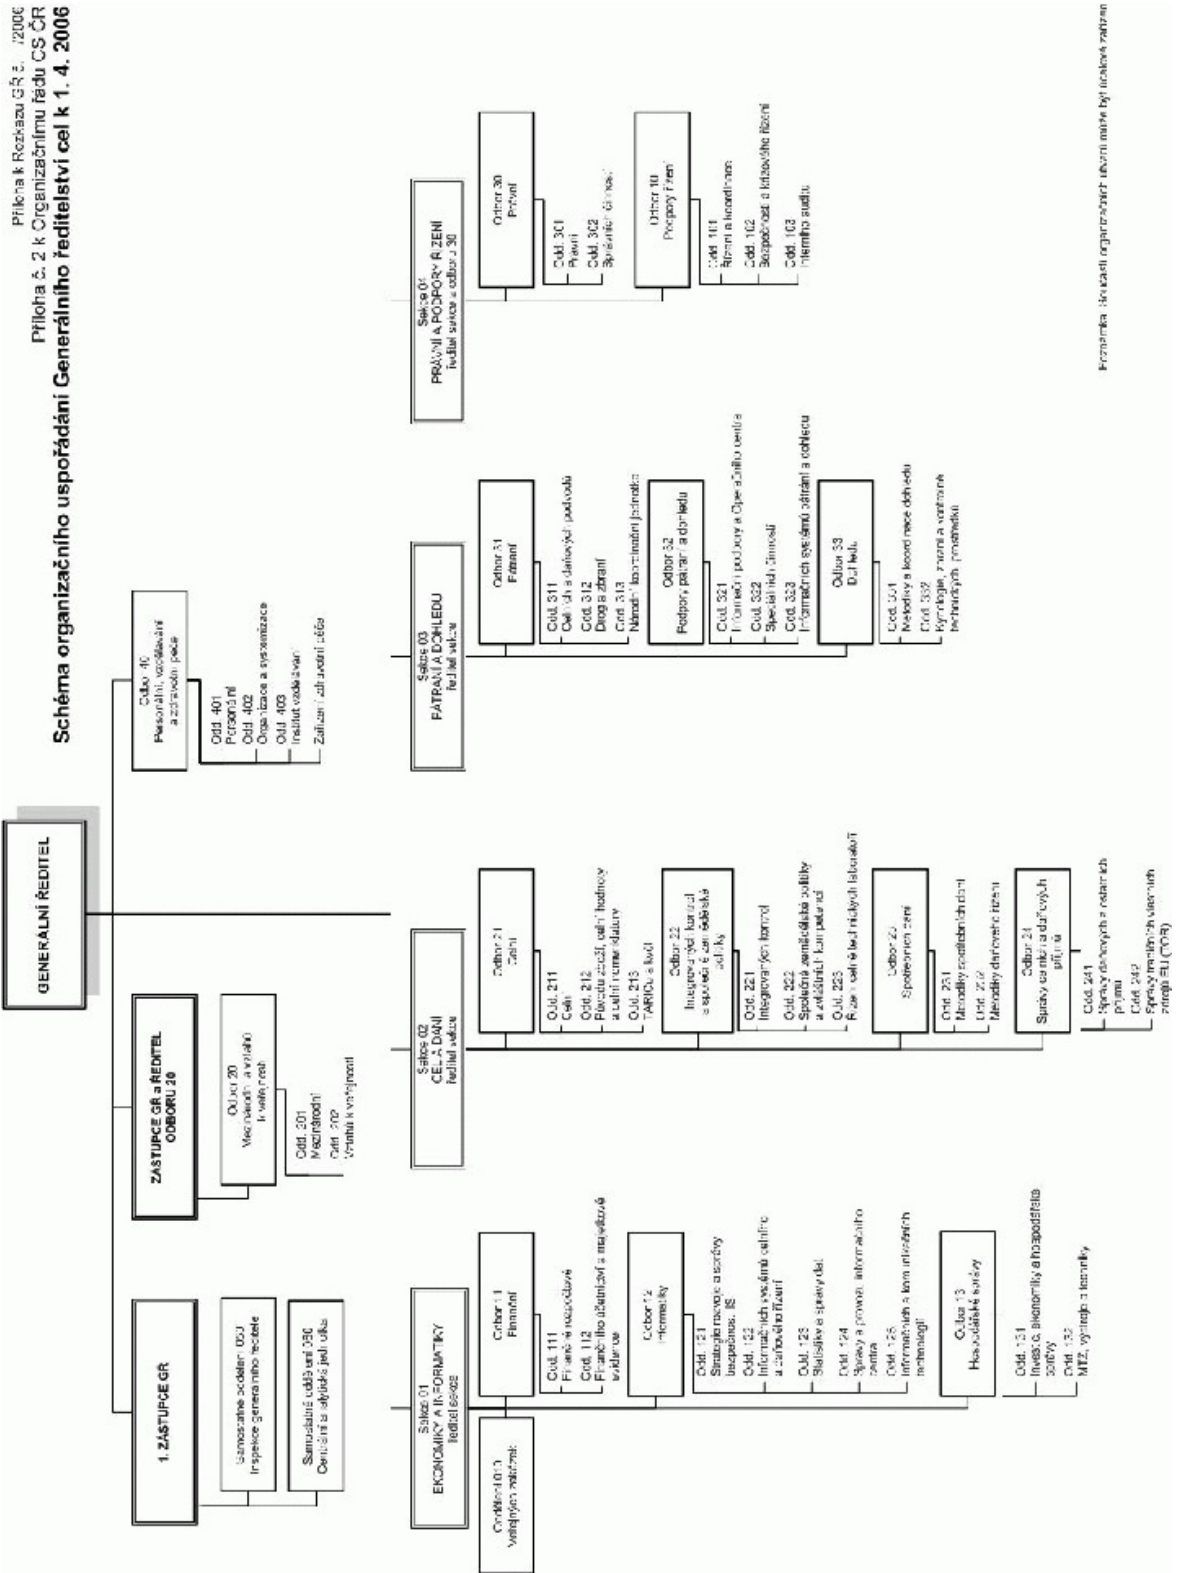 Příloha k Rozkazu GŘ č. /2006
Příloha č. 2 k Organizačnímu řádu CS ČR
Schéma organizačního uspořádání Generálního ředitelství cel k 1. 4. 2006
GENERÁLNÍ ŘEDITEL
1. ZÁSTUPCE GŘ
Samostatné oddělení 050
Inspekce generálního ředitele
Samostatné oddělení 060
Centrální analytická jednotka
ZÁSTUPCE GŘ a ŘEDITEL
ODBORU 20
Odbor 20
Mezinárodní a vztahů
k veřejnosti
Odd. 201
Mezinárodní
Odd. 202
Vztahů k veřejnosti
Odbor 40
Personální, vzdělávání
a zdravotní péče
Odd. 401
Personální
Odd. 402
Organizace a systemizace
Odd. 403
Institut vzdělávání
Zařízení zdravotní péče
Sekce 01
EKONOMIKY A INFORMATIKY
ředitel sekce
Oddělení 010
Veřejných zakázek
Odbor 11
Finanční
Odd. 111
Finančně rozpočtové
Odd. 112
Finančního účetnictví a majetkové
evidence
Odbor 12
Informatiky
Odd. 121
Strategie rozvoje a správy
bezpečnosti IS
Odd. 122
Informačních systémů celního
a daňového řízení
Odd. 123
Statistiky a správy dat
Odd. 124
Správy a provozu informačního
centra
Odd. 125
Informačních a komunikačních
technologií
Odbor 13
Hospodářské správy
Odd. 131
Investic, ekonomiky a hospodářské
správy
Odd. 132
MTZ, výstroje a techniky
Sekce 02
CEL A DANÍ
ředitel sekce
Odbor 21
Celní
Odd. 211
Celní
Odd. 212
Původu zboží, celní hodnoty
a celní nomenklatury
Odd. 213
TARICu a kvót
Odbor 22
Integrovaných kontrol
a společné zemědělské
politiky
Odd. 221
Integrovaných kontrol
Odd. 222
Společné zemědělské politiky
a zvláštních kompetencí
Odd. 223
Řízení celně technických laboratoří
Odbor 23
Spotřebních daní
Odd. 231
Metodiky spotřebních daní
Odd. 232
Metodiky daňového řízení
Odbor 24
Správy celních a daňových
příjmů
Odd. 241
Správy daňových a ostatních
příjmů
Odd. 242
Správy tradičních vlastních
zdrojů EU (TOR)
Sekce 03
PÁTRÁNÍ A DOHLEDU
ředitel sekce
Odbor 31
Pátrání
Odd. 311
Celních a daňových podvodů
Odd. 312
Drog a zbraní
Odd. 313
Národní koordinační jednotka
Odbor 32
Podpory pátrání a dohledu
Odd. 321
Informační podpory a Operačního centra
Odd. 322
Speciálních činností
Odd. 323
Informačních systémů pátrání a dohledu
Odbor 33
Dohledu
Odd. 331
Metodiky a koordinace dohledu
Odd. 332
Kynologie, zbraní a kontrolně
technických prostředků
Sekce 04
PRÁVNÍ A PODPORY ŘÍZENÍ
ředitel sekce a odboru 30
Odbor 30
Právní
Odd. 301
Právní
Odd. 302
Správních činností
Odbor 10
Podpory řízení
Odd. 101
Řízení a koordinace
Odd. 102
Bezpečnosti a krizového řízení
Odd. 103
Interního auditu
Poznámka: Součástí organizačních útvarů může být účelové zařízení